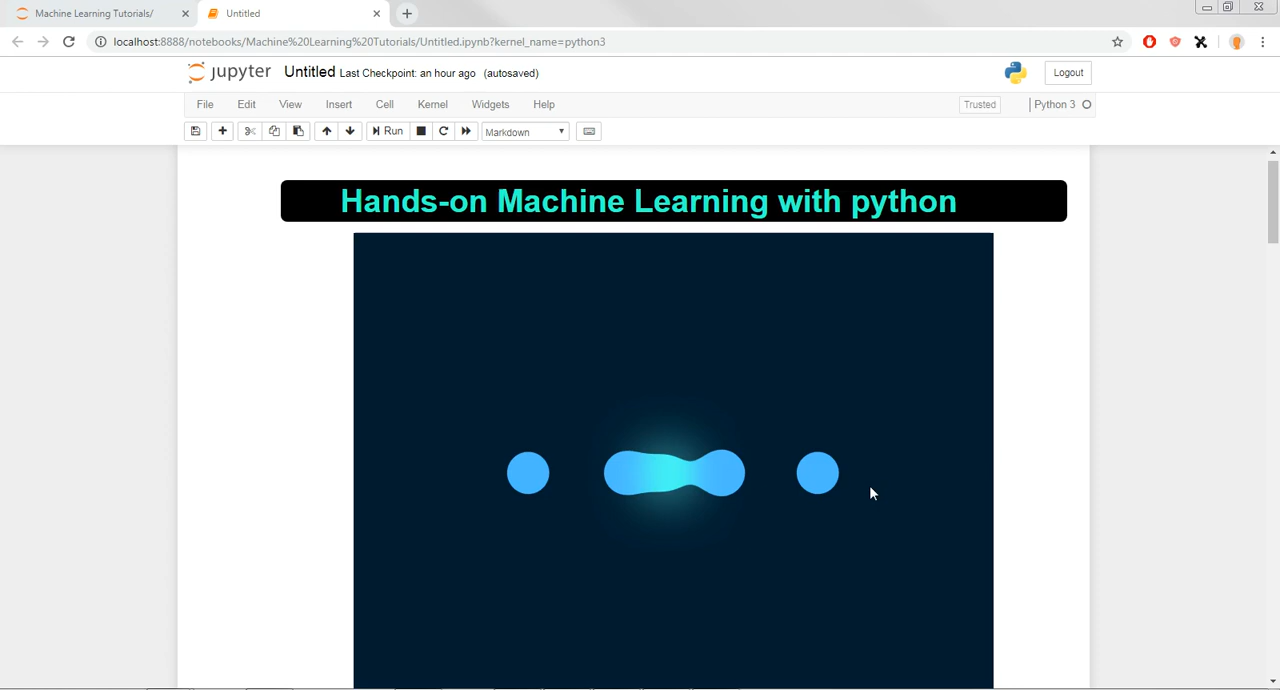 Machine Learning Tutorials/
Untitled
localhost:8888/notebooks/Machine%20Learning%20Tutorials/Untitled.ipynb?kernel_name=python3
jupyter Untitled Last Checkpoint: an hour ago (autosaved)
Logout
File Edit View Insert Cell Kernel Widgets Help
Trusted
Python 3
Run
Markdown
Hands-on Machine Learning with python